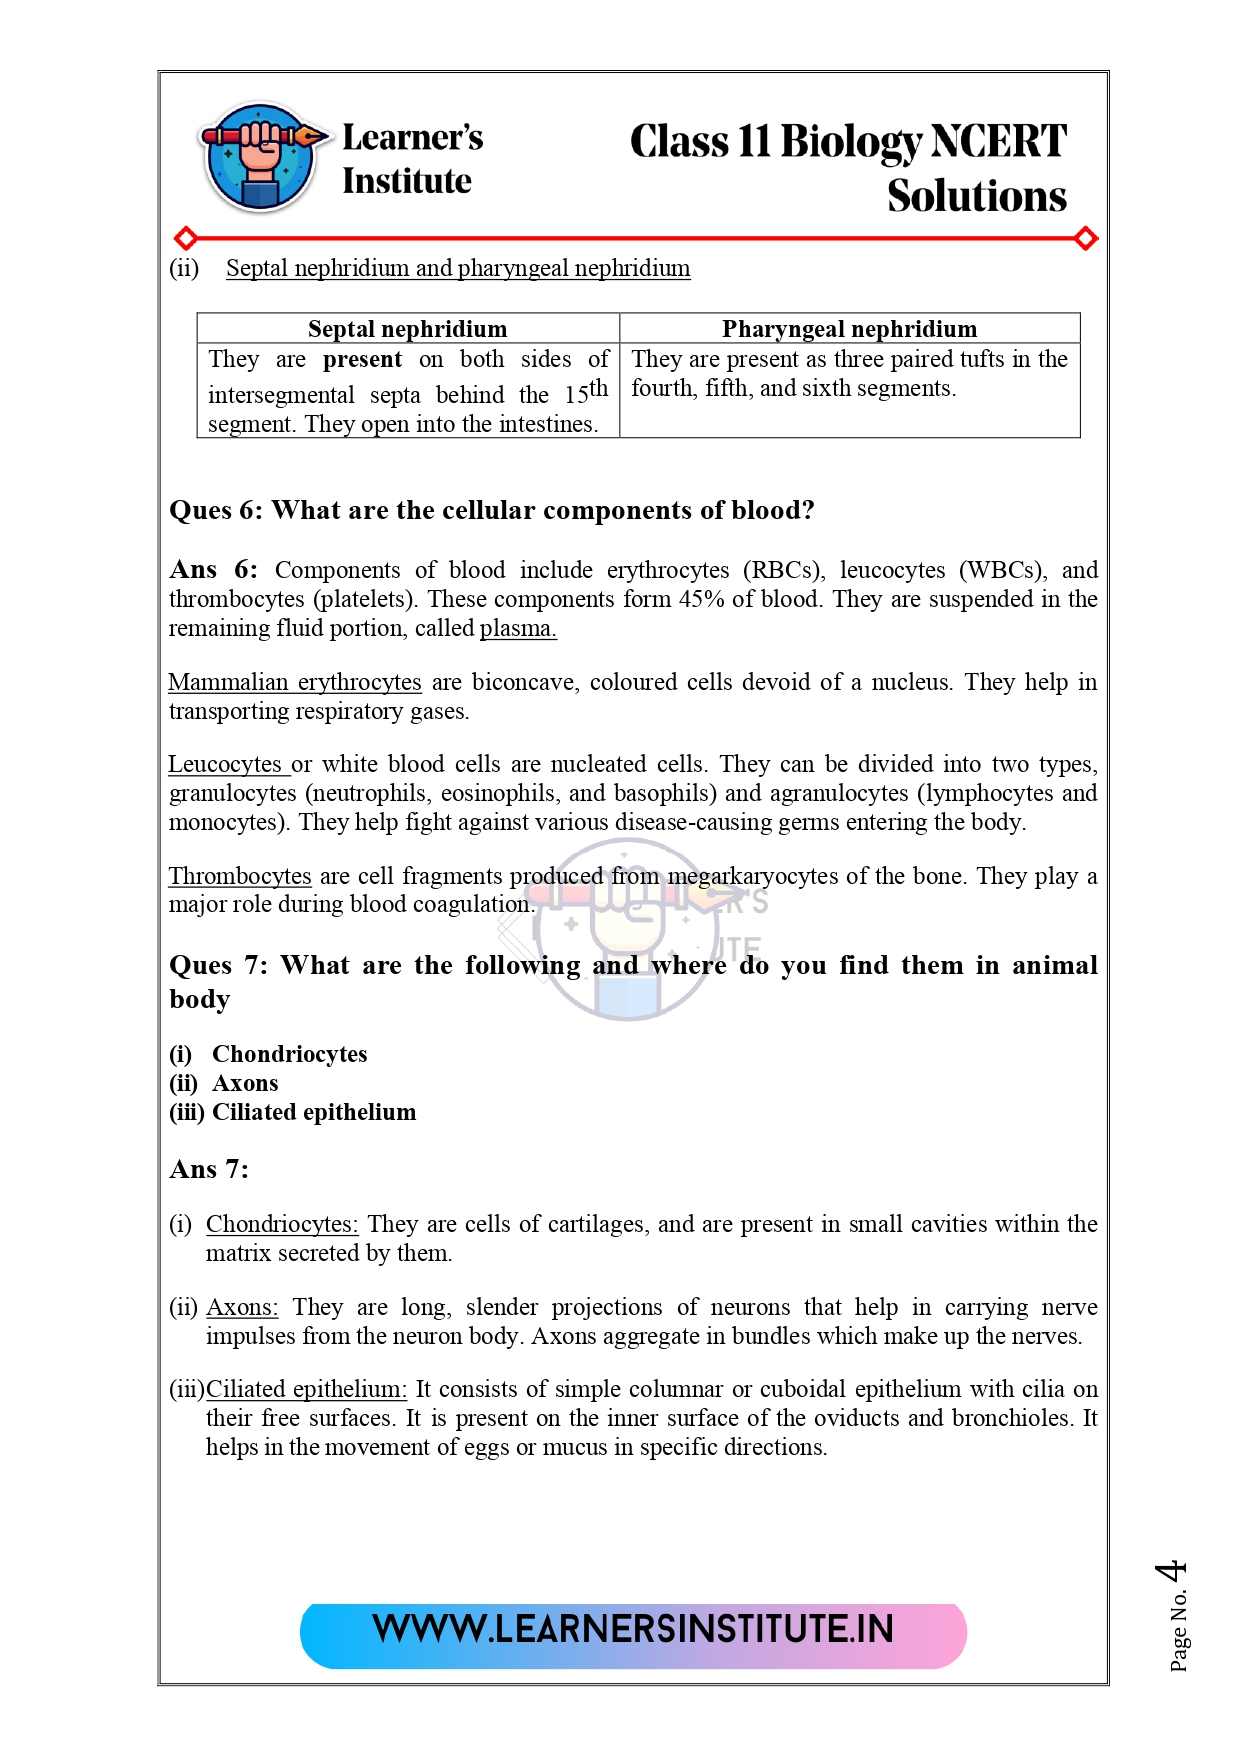 Learner's
Institute
Class 11 Biology NCERT
Solutions
(ii) Septal nephridium and pharyngeal nephridium
Septal nephridium
Pharyngeal nephridium
They are present on both sides of
intersegmental septa behind the 15th
segment. They open into the intestines.
They are present as three paired tufts in the
fourth, fifth, and sixth segments.
Ques 6: What are the cellular components of blood?
Ans 6: Components of blood include erythrocytes (RBCs), leucocytes (WBCs), and
thrombocytes (platelets). These components form 45% of blood. They are suspended in the
remaining fluid portion, called plasma.
Mammalian erythrocytes are biconcave, coloured cells devoid of a nucleus. They help in
transporting respiratory gases.
Leucocytes or white blood cells are nucleated cells. They can be divided into two types,
granulocytes (neutrophils, eosinophils, and basophils) and agranulocytes (lymphocytes and
monocytes). They help fight against various disease-causing germs entering the body.
Thrombocytes are cell fragments produced from megarkaryocytes of the bone. They play a
major role during blood coagulation.
Ques 7: What are the following and where do you find them in animal
body
(i) Chondriocytes
(ii) Axons
(iii) Ciliated epithelium
Ans 7:
(i) Chondriocytes: They are cells of cartilages, and are present in small cavities within the
matrix secreted by them.
(ii) Axons: They are long, slender projections of neurons that help in carrying nerve
impulses from the neuron body. Axons aggregate in bundles which make up the nerves.
(iii)Ciliated epithelium: It consists of simple columnar or cuboidal epithelium with cilia on
their free surfaces. It is present on the inner surface of the oviducts and bronchioles. It
helps in the movement of eggs or mucus in specific directions.
WWW.LEARNERSINSTITUTE.IN
Page No. 4